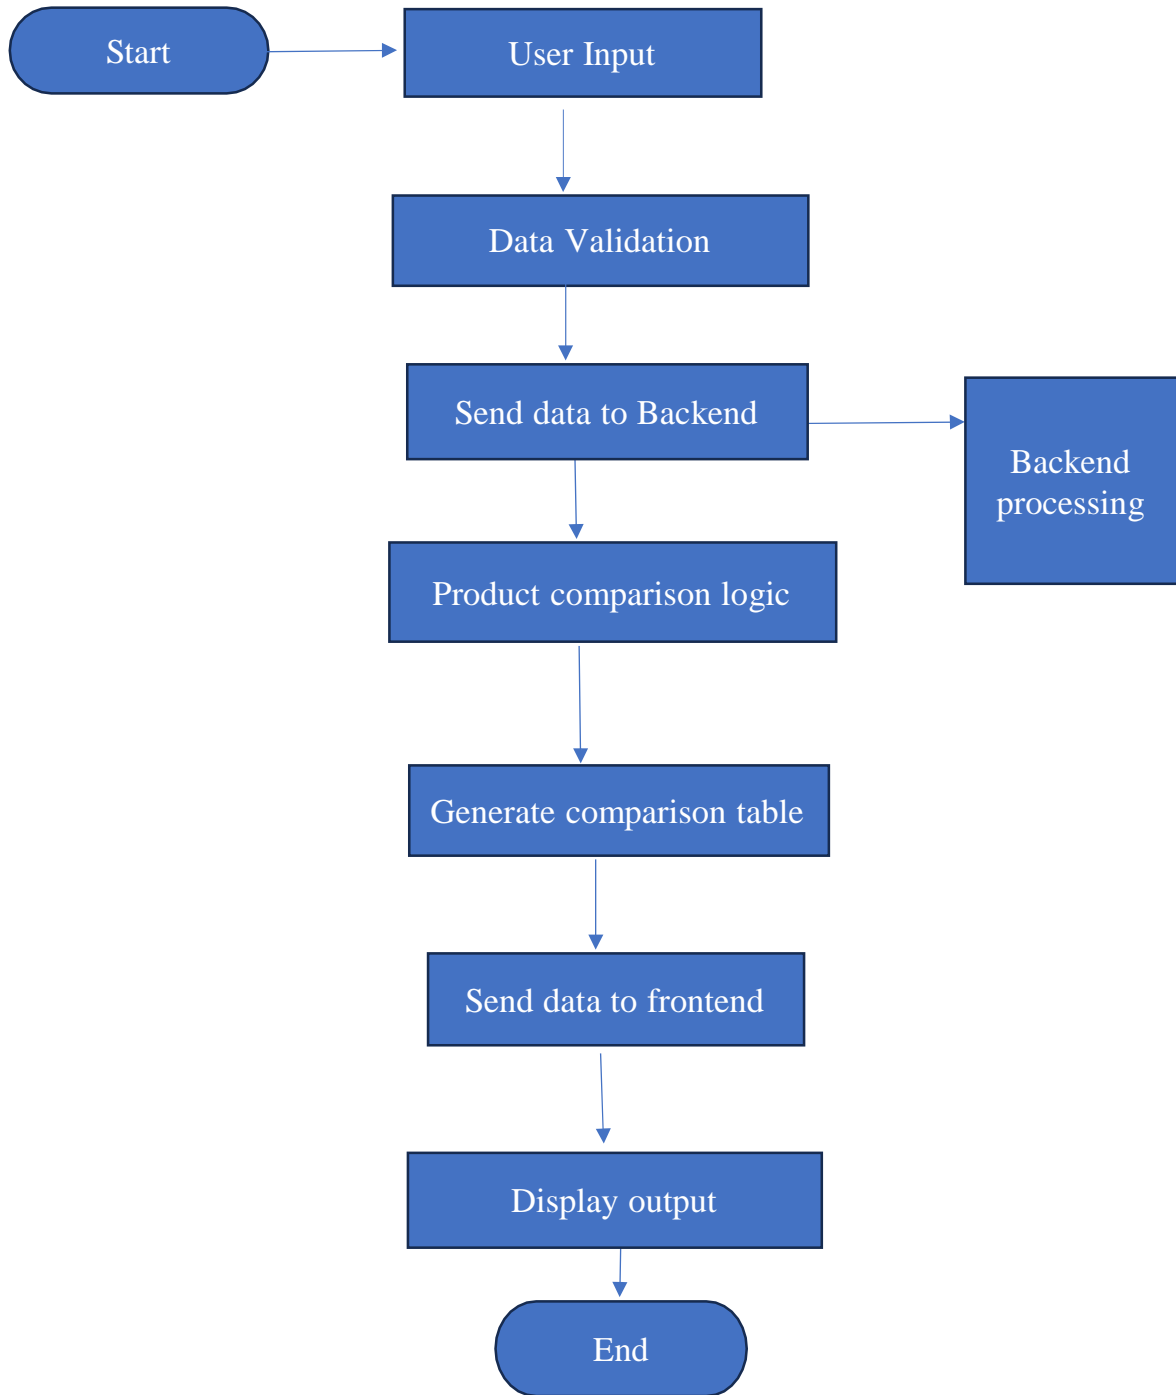 Start
User Input
Data Validation
Send data to Backend
Backend
processing
Product comparison logic
Generate comparison table
Send data to frontend
Display output
End